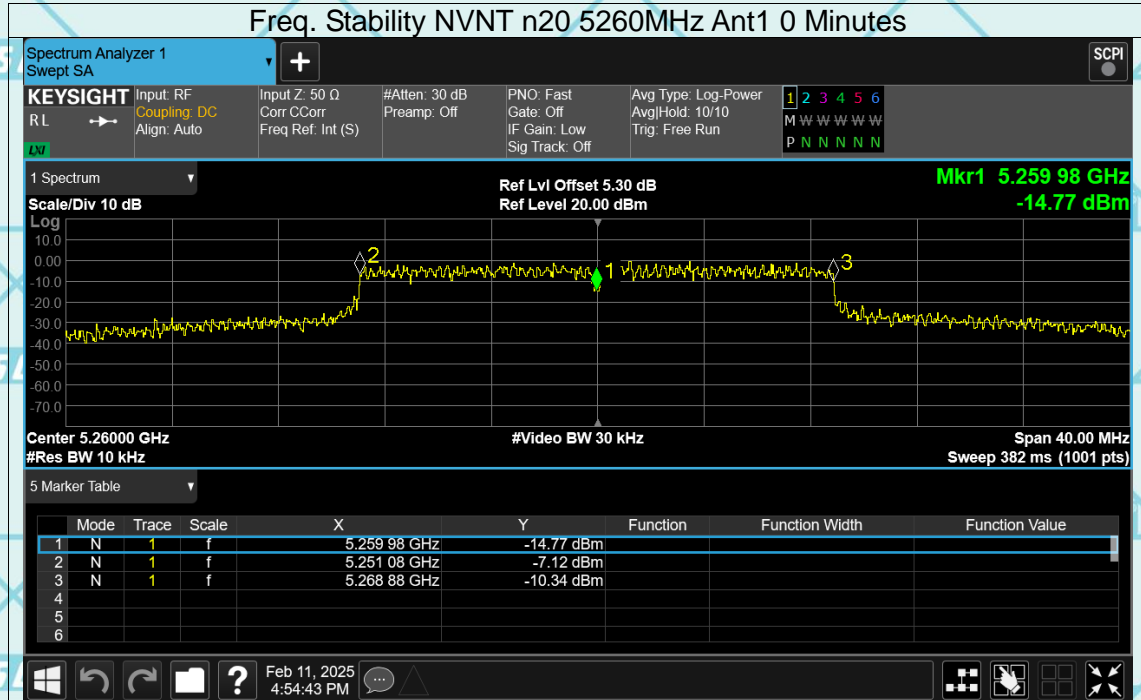 Freq. Stability NVNT n20 5260MHz Ant1 0 Minutes
Spectrum Analyzer 1
Swept SA
+
SCPI
KEYSIGHT
RL
LXI
Input: RF
Coupling: DC
Align: Auto
Input Z: 50 Ω
Corr CCorr
Freq Ref: Int (S)
#Atten: 30 dB
Preamp: Off
PNO: Fast
Gate: Off
IF Gain: Low
Sig Track: Off
Avg Type: Log-Power
Avg|Hold: 10/10
Trig: Free Run
1 2 3 4 5 6
M W W W W W W
P N N N N N N
1 Spectrum
Scale/Div 10 dB
Ref Lvl Offset 5.30 dB
Ref Level 20.00 dBm
Mkr1 5.259 98 GHz
-14.77 dBm
Log
10.0
0.00
-10.0
-20.0
-30.0
-40.0
-50.0
-60.0
-70.0
2
1
3
Center 5.26000 GHz
#Video BW 30 kHz
Span 40.00 MHz
#Res BW 10 kHz
Sweep 382 ms (1001 pts)
5 Marker Table
Mode Trace Scale X Y Function Function Width Function Value
1 N 1 f 5.259 98 GHz -14.77 dBm
2 N 1 f 5.251 08 GHz -7.12 dBm
3 N 1 f 5.268 88 GHz -10.34 dBm
4
5
6
?
Feb 11, 2025
4:54:43 PM